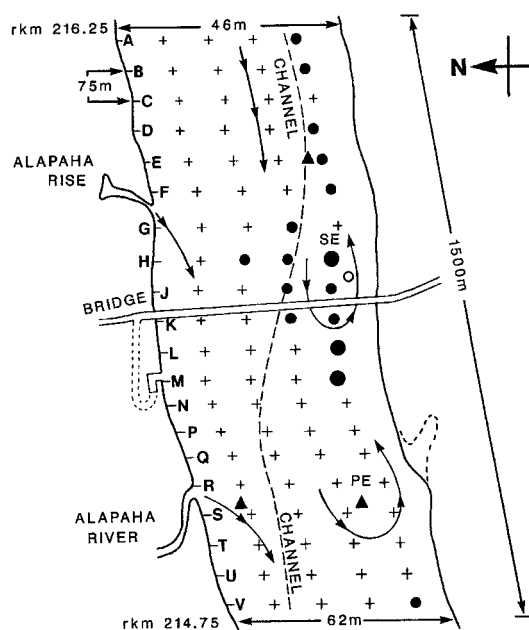 rkm 216.25
46m
A
B
75m
C
D
E
ALAPAHA
RISE
F
G
H
J
BRIDGE
K
L
M
N
P
Q
R
S
ALAPAHA
RIVER
T
U
V
rkm 214.75
62m
CHANNEL
SE
PE
CHANNEL
N
1500m